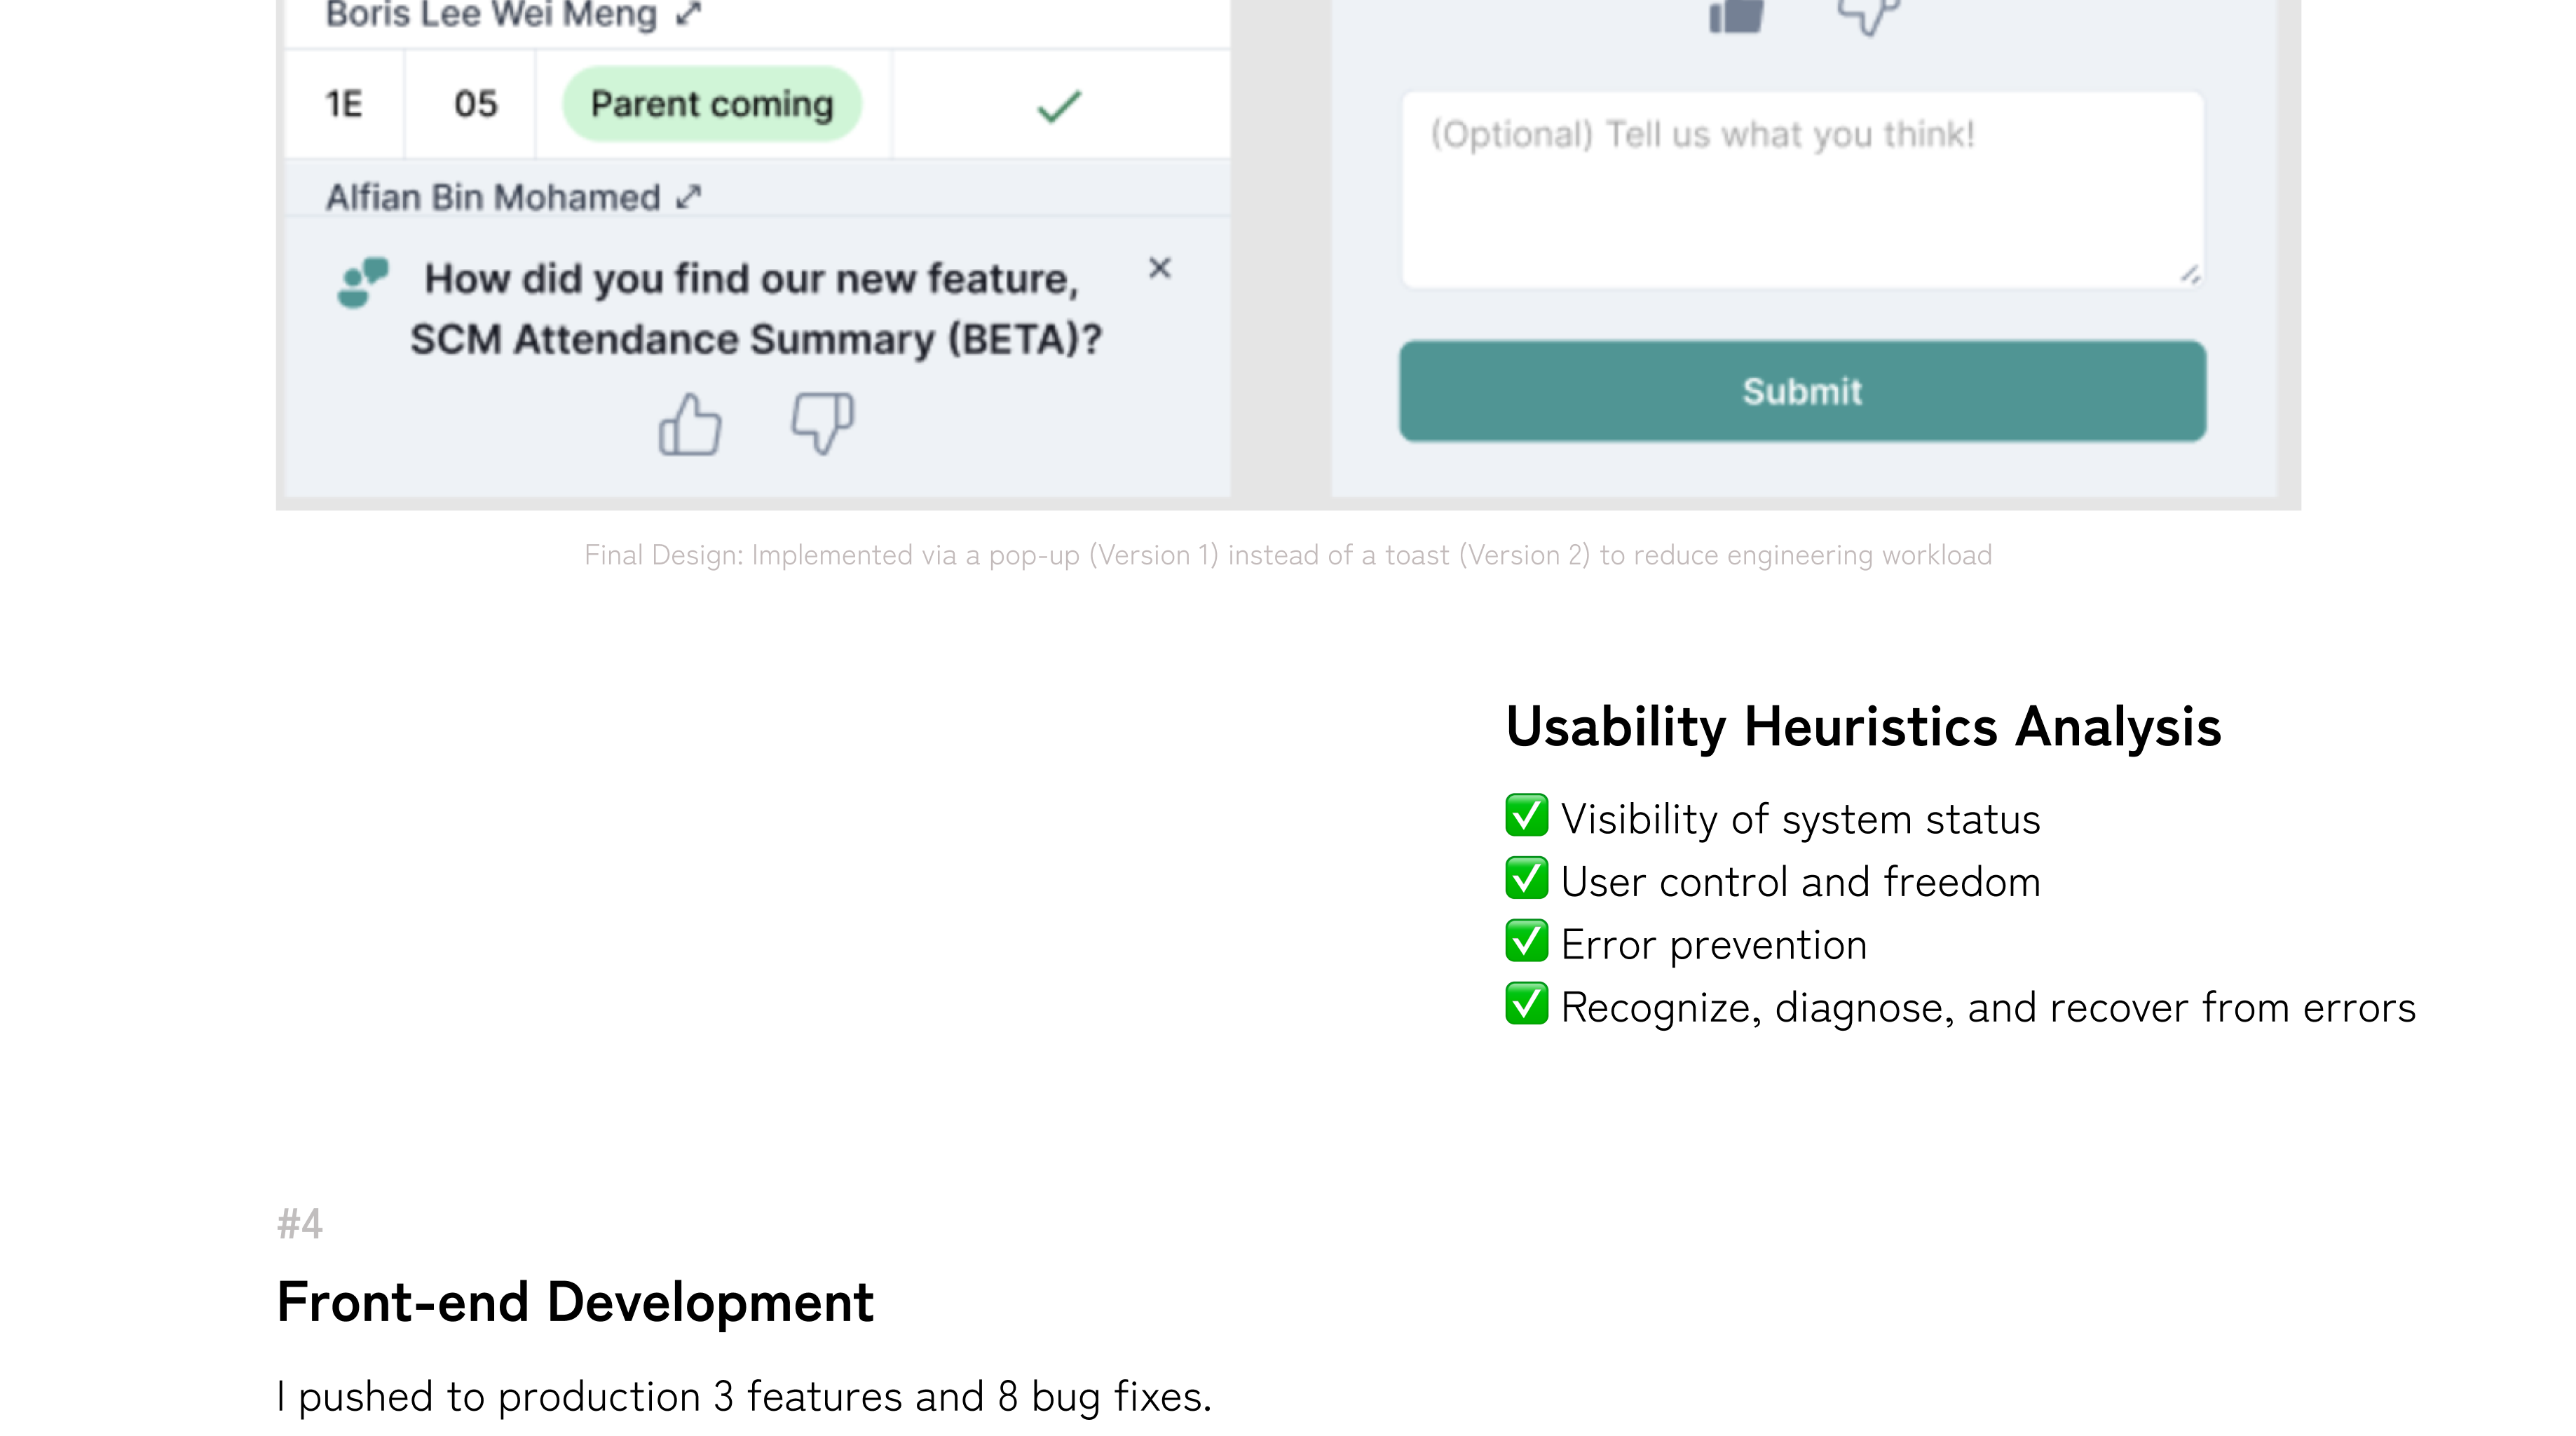 Boris Lee Wei Meng
1E 05 Parent coming
Alfian Bin Mohamed
How did you find our new feature,
SCM Attendance Summary (BETA)?
(Optional) Tell us what you think!
Submit
Final Design: Implemented via a pop-up (Version 1) instead of a toast (Version 2) to reduce engineering workload
Usability Heuristics Analysis
✅ Visibility of system status
✅ User control and freedom
✅ Error prevention
✅ Recognize, diagnose, and recover from errors
#4
Front-end Development
I pushed to production 3 features and 8 bug fixes.